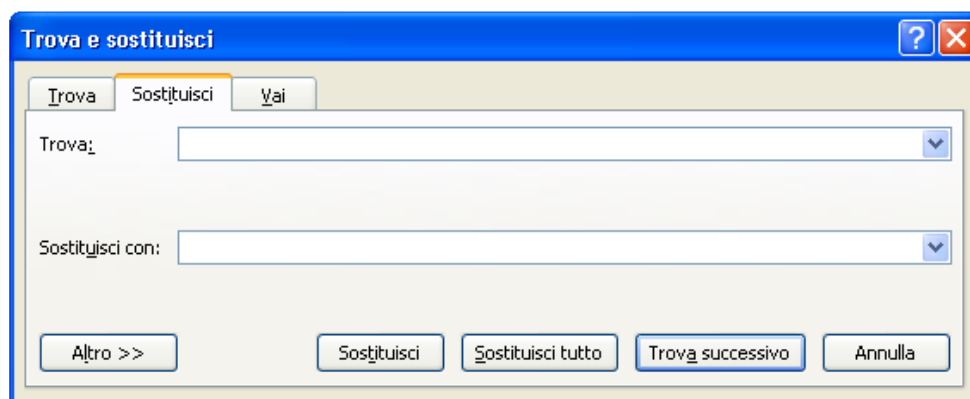 Trova e sostituisci
Trova Sostituisci Vai
Trova:
Sostituisci con:
Altro >> Sostituisci Sostituisci tutto Trova successivo Annulla